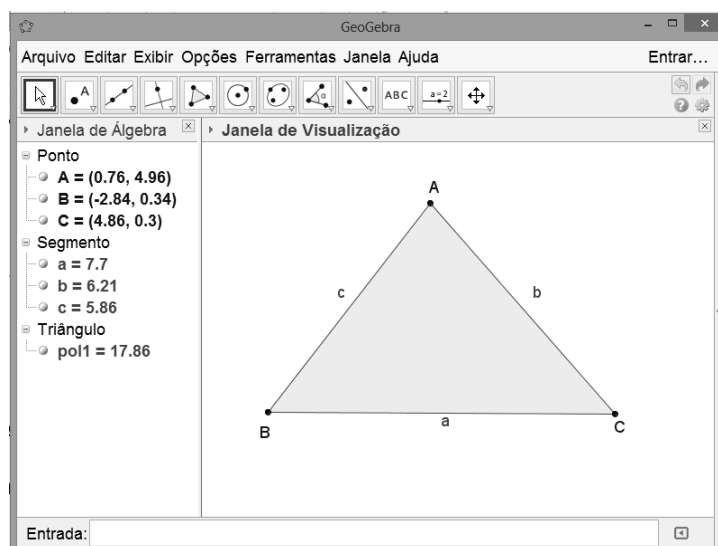 GeoGebra
Arquivo Editar Exibir Opções Ferramentas Janela Ajuda Entrar...
A ABC a=2
Janela de Álgebra
Janela de Visualização
Ponto
A = (0.76, 4.96)
B = (-2.84, 0.34)
C = (4.86, 0.3)
Segmento
a = 7.7
b = 6.21
c = 5.86
Triângulo
pol1 = 17.86
A
c b
B a C
Entrada: